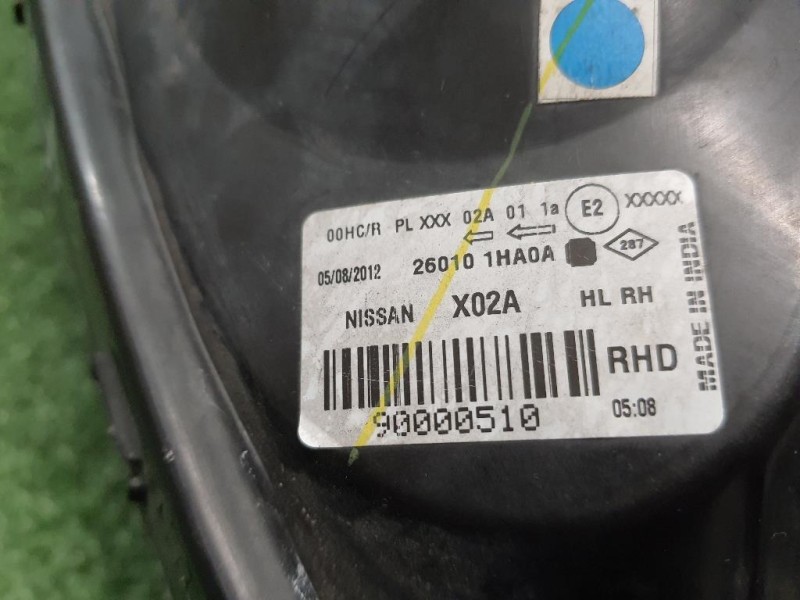 00HC/R PL XXX 02A 01 1a E2 XXXXX
05/08/2012 26010 1HA0A 287
NISSAN X02A HL RH
MADE IN INDIA
RHD
90000510 05:08